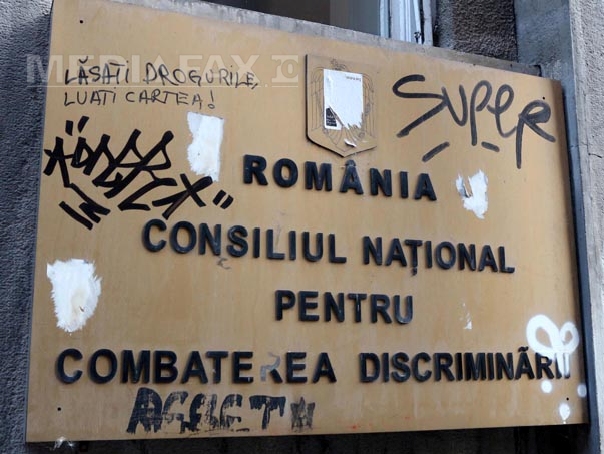 MEDIAFAX
LĂSAȚI DROGURILE,
LUAȚI CARTEA!
SUPER
ROMÂNIA
CONSILIUL NAȚIONAL
PENTRU
COMBATEREA DISCRIMINĂRII